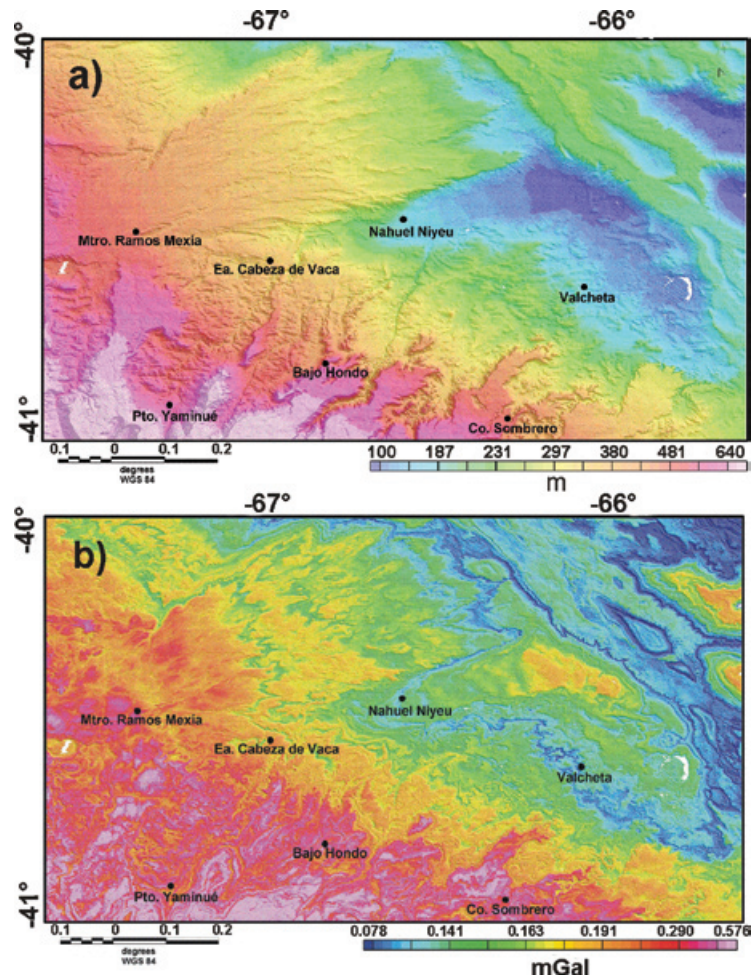 -67° -66°
-40°
a)
Mtro. Ramos Mexia
Nahuel Niyeu
Ea. Cabeza de Vaca
Valcheta
Bajo Hondo
Pto. Yaminué
Co. Sombrero
-41°
0.1 0 0.1 0.2
degrees
WGS 84
100 187 231 297 380 481 640
m
-67° -66°
-40°
b)
Nahuel Niyeu
Mtro. Ramos Mexia
Ea. Cabeza de Vaca
Valcheta
Bajo Hondo
Pto. Yaminué
Co. Sombrero
-41°
0.1 0 0.1 0.2
degrees
WGS 84
0.078 0.141 0.163 0.191 0.290 0.576
mGal